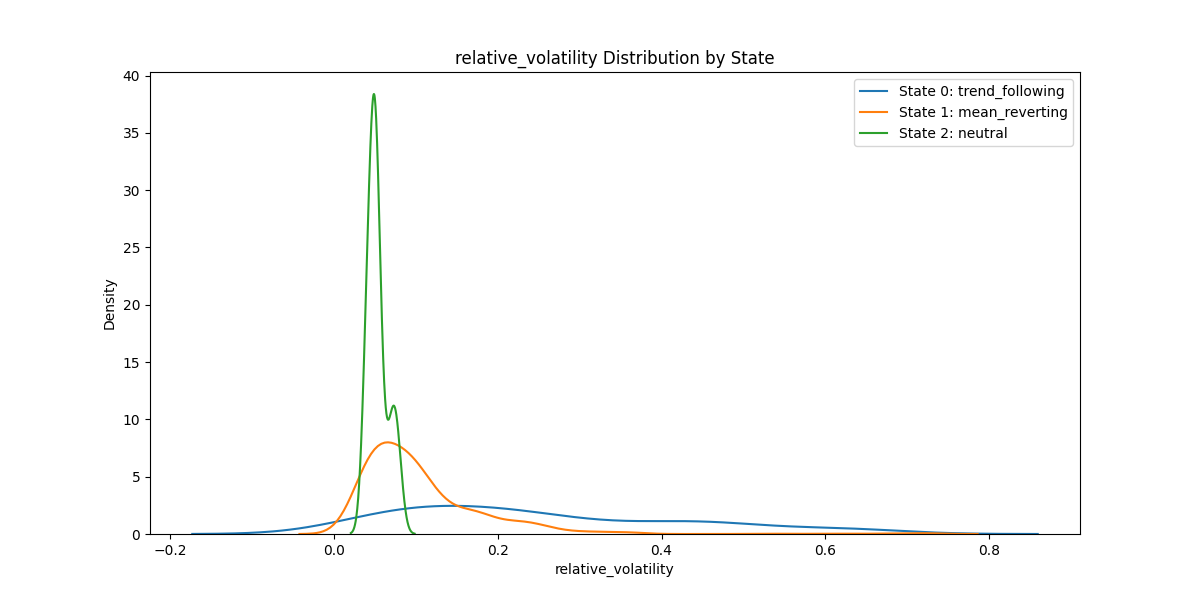 relative_volatility Distribution by State
40
35
30
25
20
15
10
5
0
Density
State 0: trend_following
State 1: mean_reverting
State 2: neutral
−0.2
0.0
0.2
0.4
0.6
0.8
relative_volatility